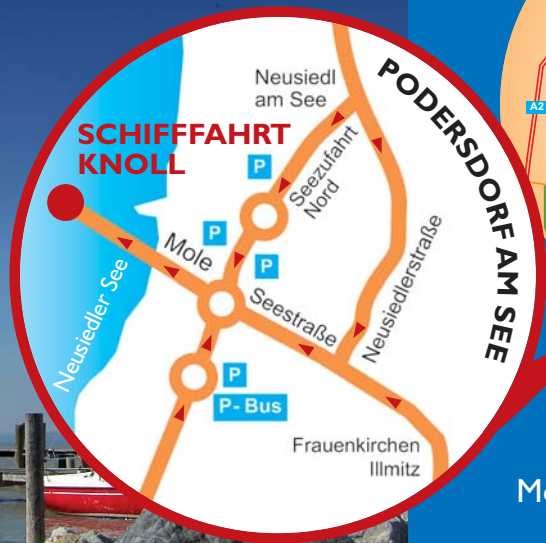 Neusiedl
am See
PODERSDORF AM SEE
A2
SCHIFFFAHRT
KNOLL
P
Seezufahrt
Nord
P
Mole
P
Neusiedlerstraße
Seestraße
Neusiedler See
P
P-Bus
Frauenkirchen
Illmitz